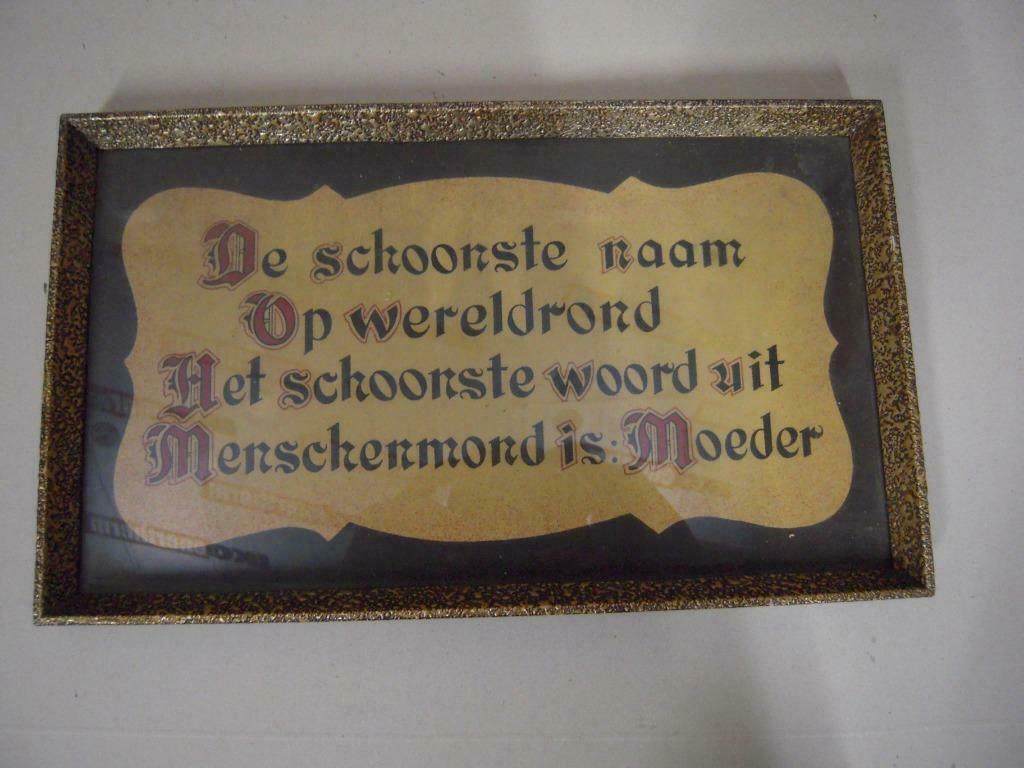 De schoonste naam
Op wereldrond
Het schoonste woord uit
Menschenmond is: Moeder